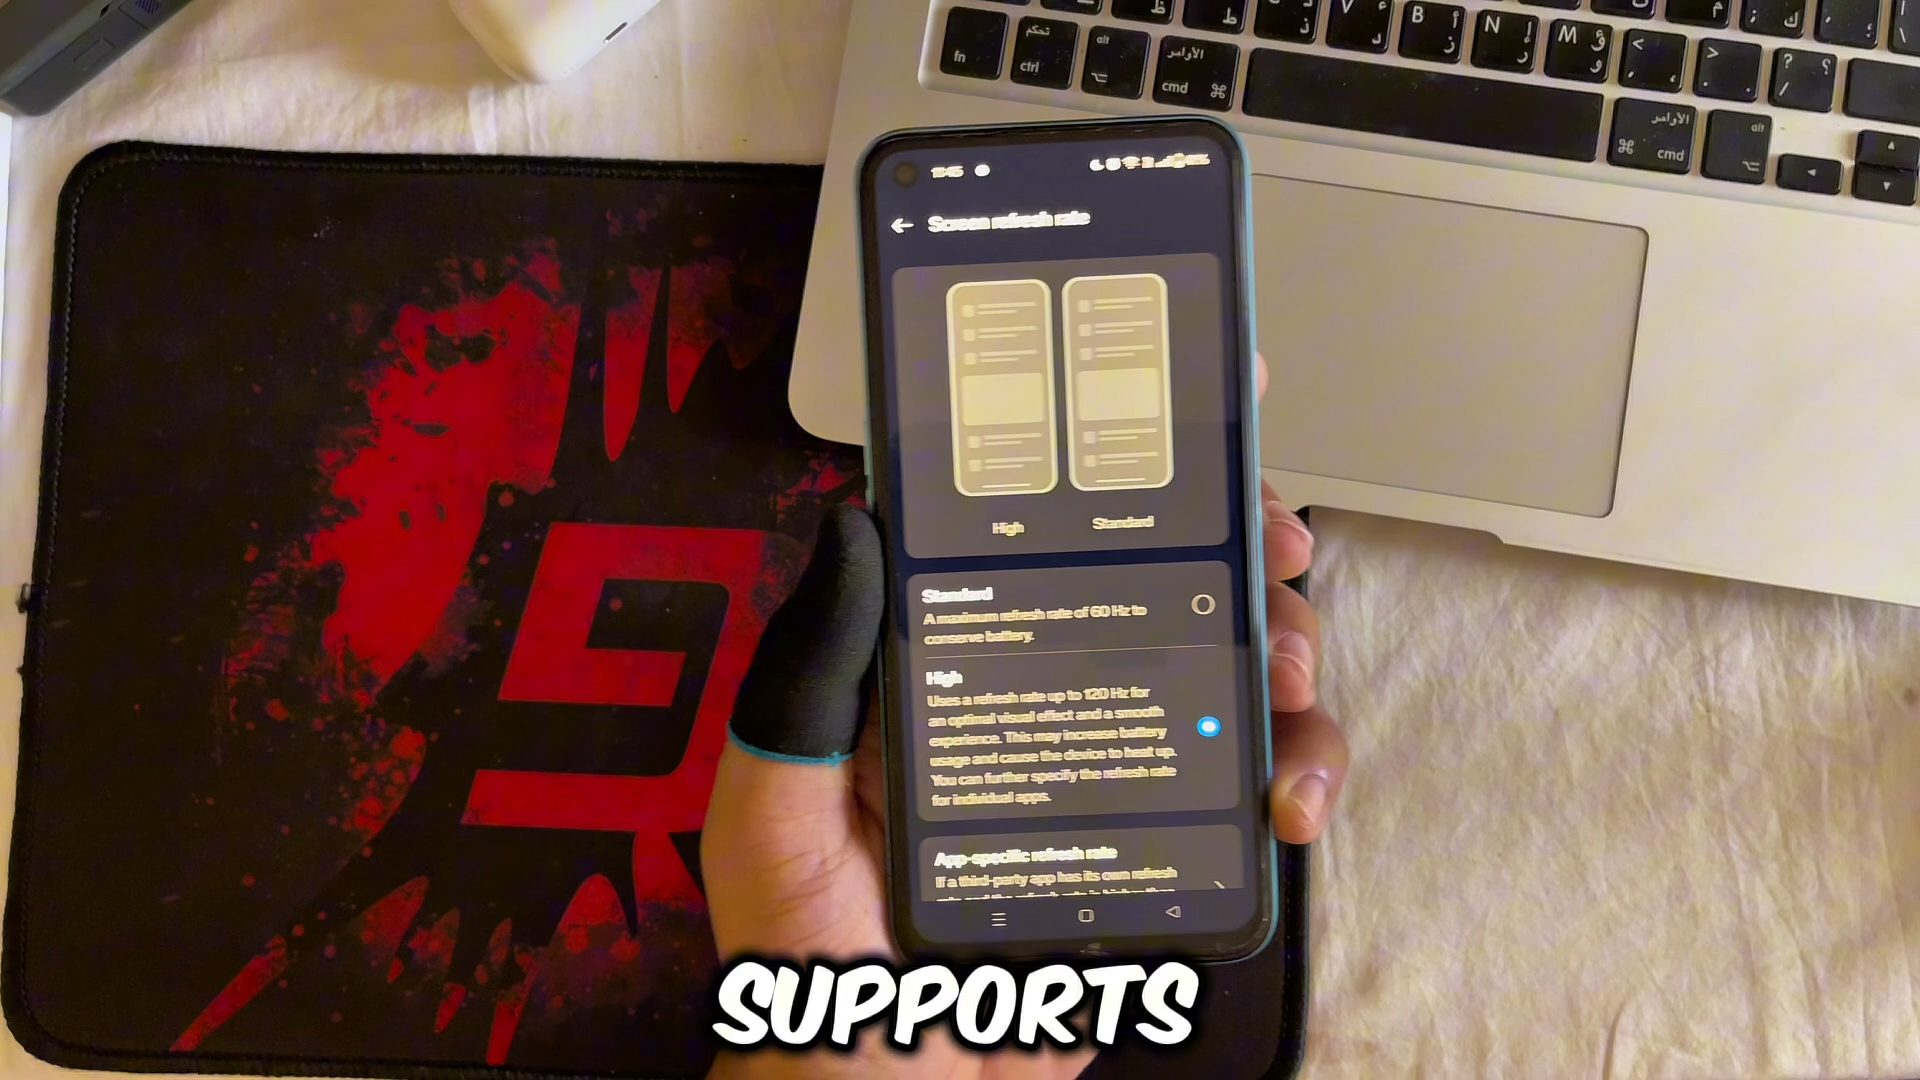 fn
تحكم
ctrl
alt
الأوامر
cmd
B
N
M
الأوامر
cmd
alt
Screen refresh rate
High
Standard
Standard
A maximum refresh rate of 60 Hz to
conserve battery.
High
Uses a refresh rate up to 120 Hz for
an optimal visual effect and a smooth
experience. This may increase battery
usage and cause the device to heat up.
You can further specify the refresh rate
for individual apps.
App-specific refresh rate
If a third-party app has its own refresh
SUPPORTS